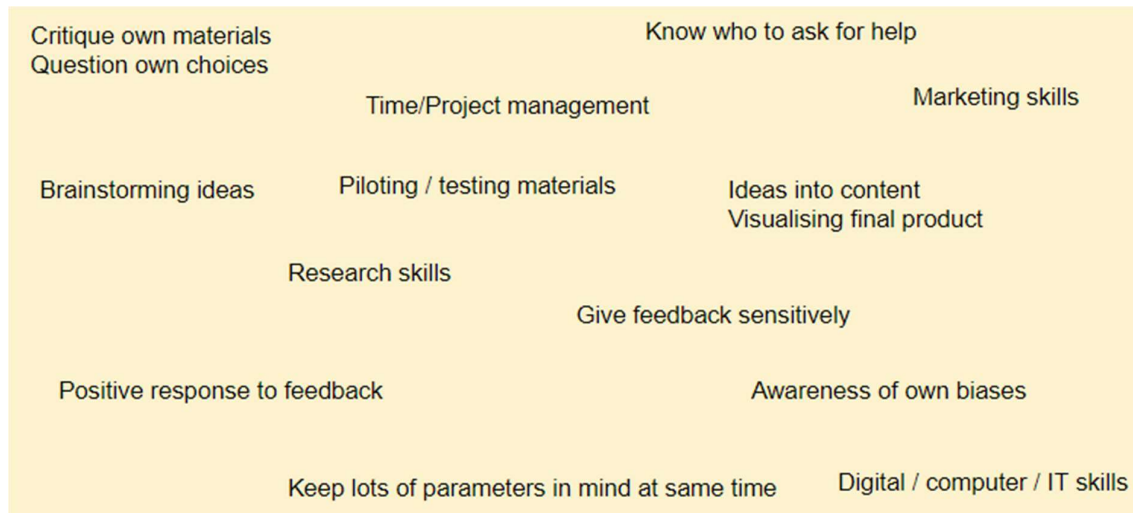 Critique own materials
Question own choices
Know who to ask for help
Time/Project management
Marketing skills
Brainstorming ideas
Piloting / testing materials
Ideas into content
Visualising final product
Research skills
Give feedback sensitively
Positive response to feedback
Awareness of own biases
Keep lots of parameters in mind at same time
Digital / computer / IT skills